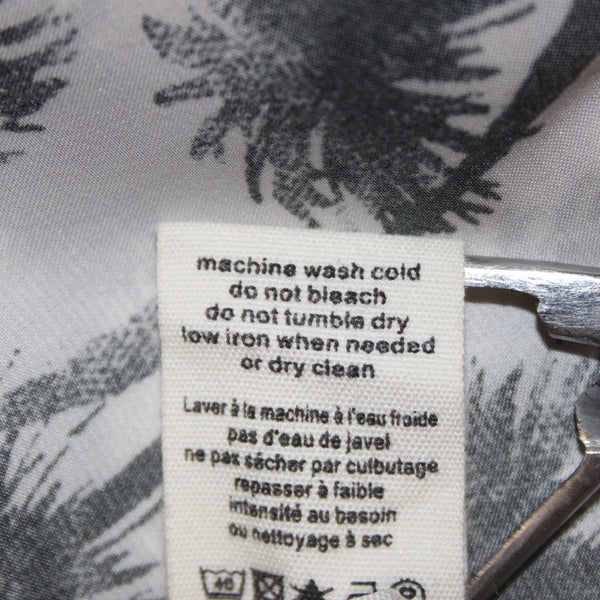 machine wash cold
do not bleach
do not tumble dry
low iron when needed
or dry clean
Laver à la machine à l'eau froide
pas d'eau de javel
ne pas sécher par culbutage
repasser à faible
intensité au besoin
ou nettoyage à sec
40